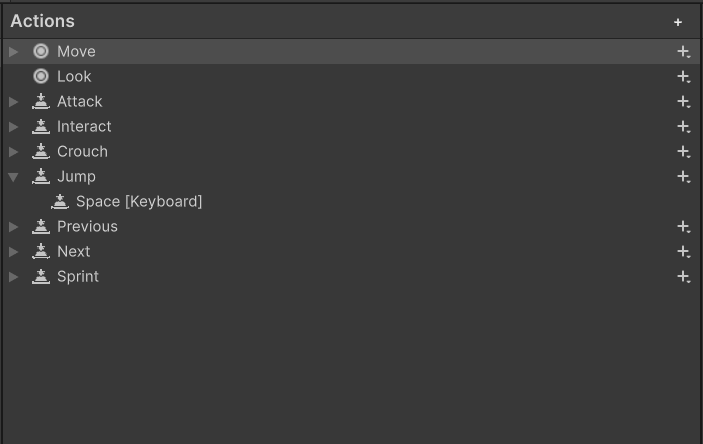 Actions
Move
Look
Attack
Interact
Crouch
Jump
Space [Keyboard]
Previous
Next
Sprint